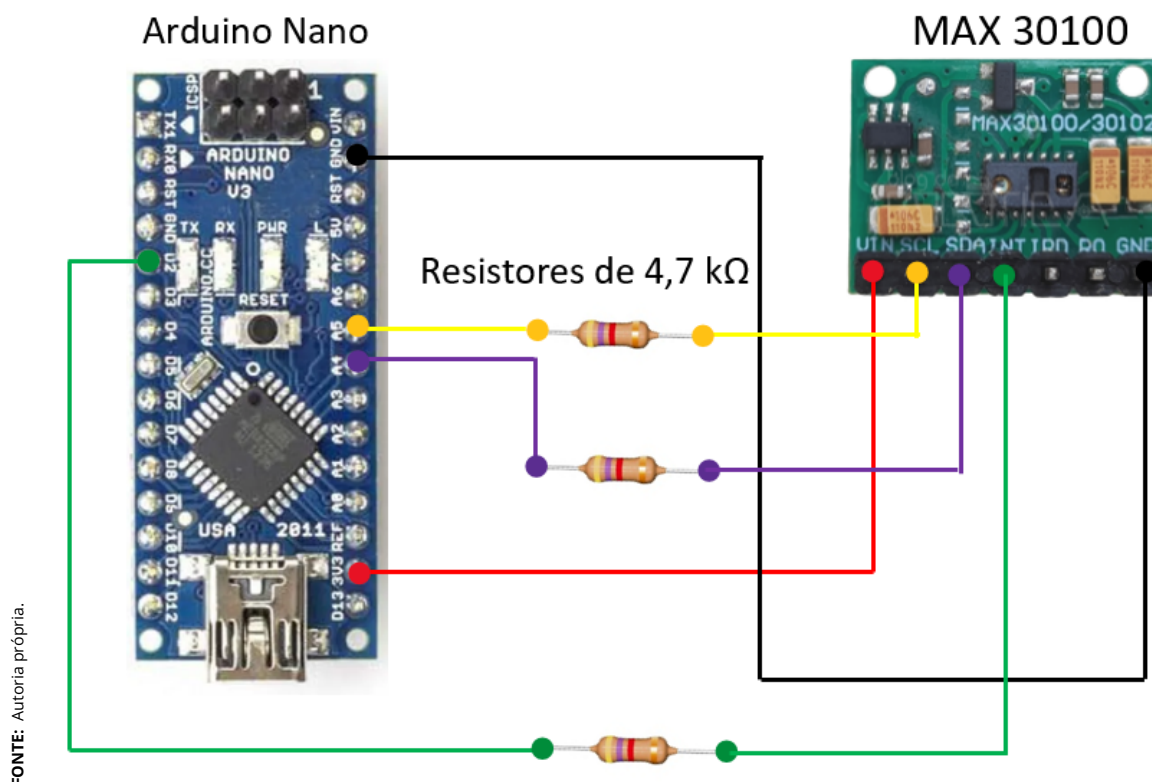 Arduino Nano
MAX 30100
ICSP
1
TX1
RX0
RST
GND
D2
D3
D4
D5
D6
D7
D8
D9
D10
D11
D12
ARDUINO
NANO
V3
TX RX PWR L
ARDUINO.CC
RESET
USA 2011
VIN
GND
RST
5V
A7
A6
A5
A4
A3
A2
A1
A0
REF
3V3
D13
MAX30100/30102
VIN SCL SDA INT IRD RD GND
Resistores de 4,7 kΩ
FONTE: Autoria própria.